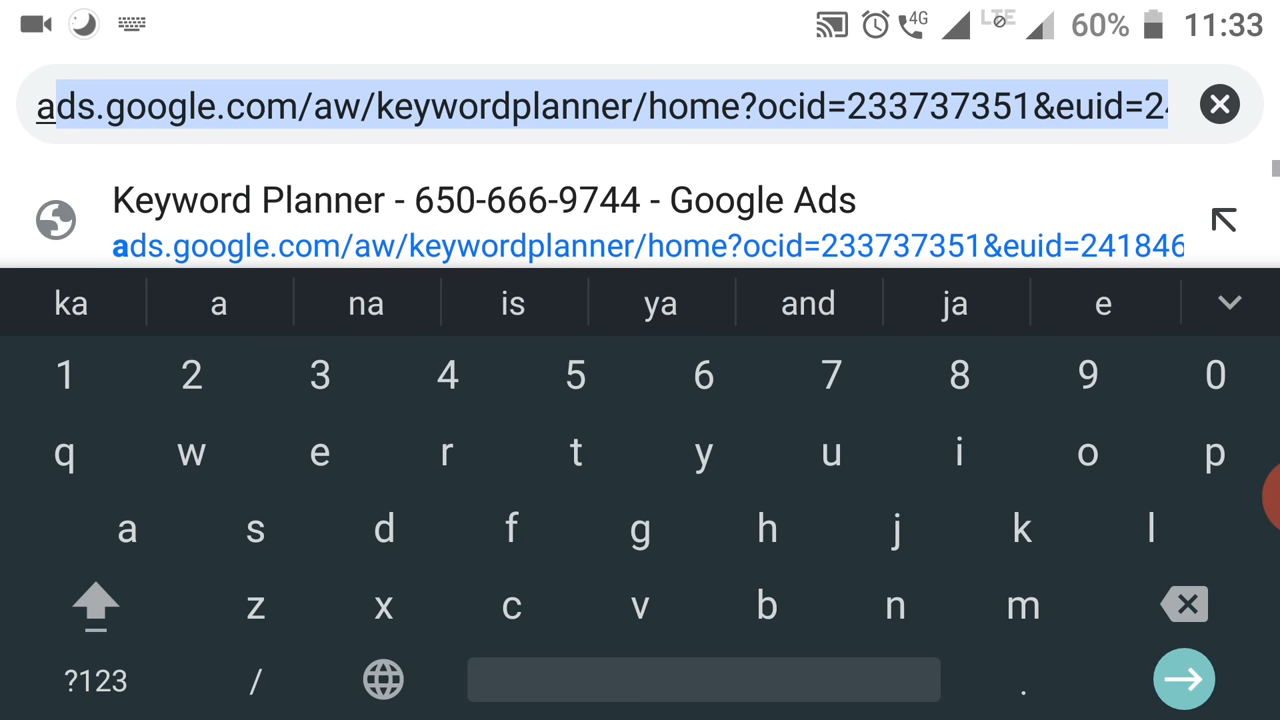 4G LTE 60% 11:33
ads.google.com/aw/keywordplanner/home?ocid=233737351&euid=24
Keyword Planner - 650-666-9744 - Google Ads
ads.google.com/aw/keywordplanner/home?ocid=233737351&euid=241846
ka a na is ya and ja e
1 2 3 4 5 6 7 8 9 0
q w e r t y u i o p
a s d f g h j k l
z x c v b n m
?123 / .